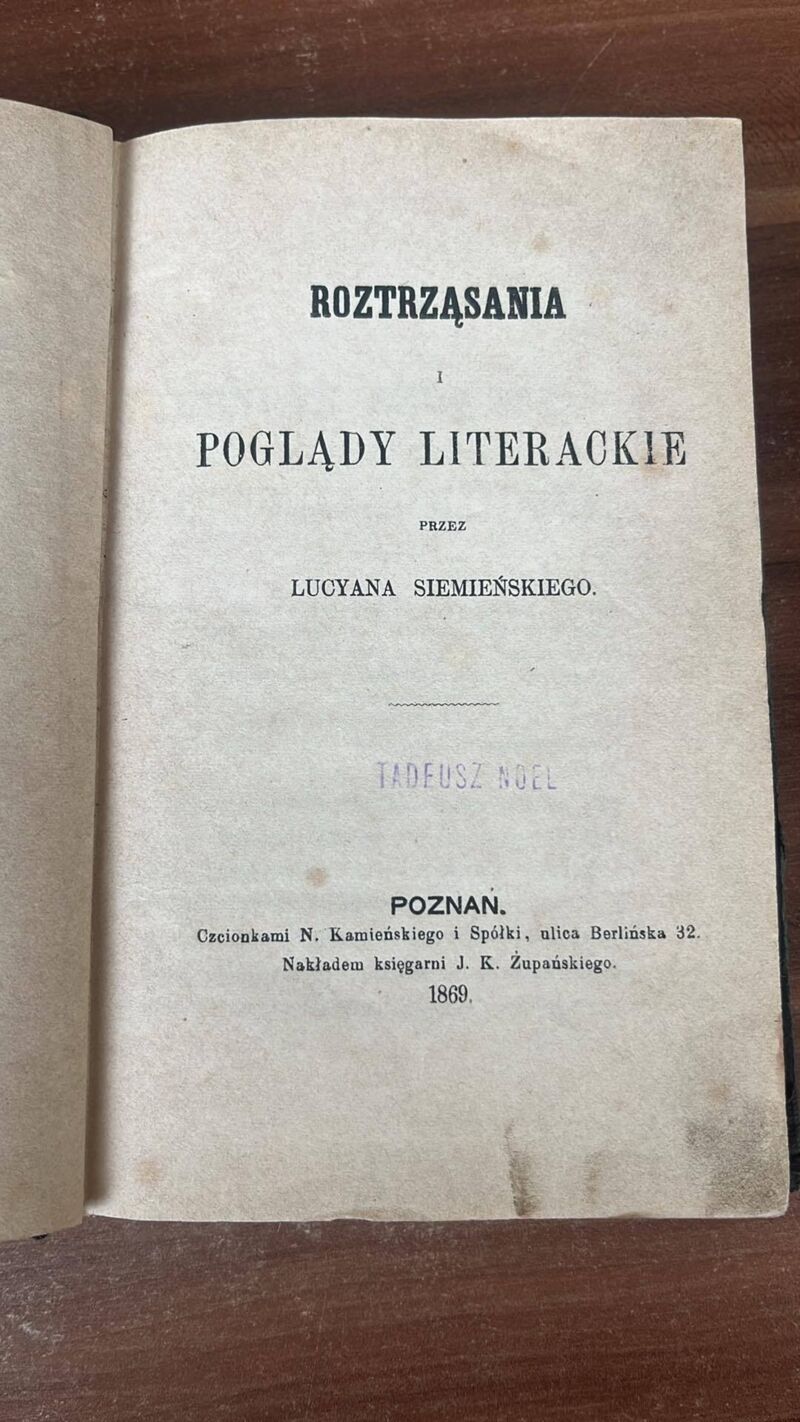 ROZTRZĄSANIA
I
POGLĄDY LITERACKIE
PRZEZ
LUCYANA SIEMIEŃSKIEGO.
TADEUSZ NOEL
POZNAŃ.
Czcionkami N. Kamieńskiego i Spółki, ulica Berlińska 32.
Nakładem księgarni J. K. Żupańskiego.
1869.